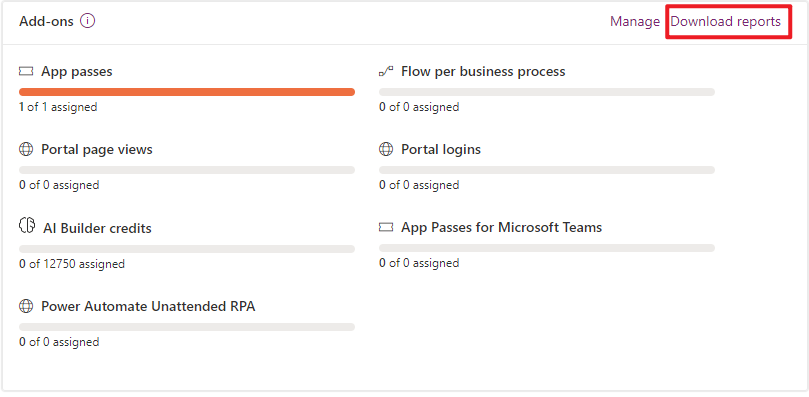 Add-ons
Manage Download reports
App passes
1 of 1 assigned
Flow per business process
0 of 0 assigned
Portal page views
0 of 0 assigned
Portal logins
0 of 0 assigned
AI Builder credits
0 of 12750 assigned
App Passes for Microsoft Teams
0 of 0 assigned
Power Automate Unattended RPA
0 of 0 assigned